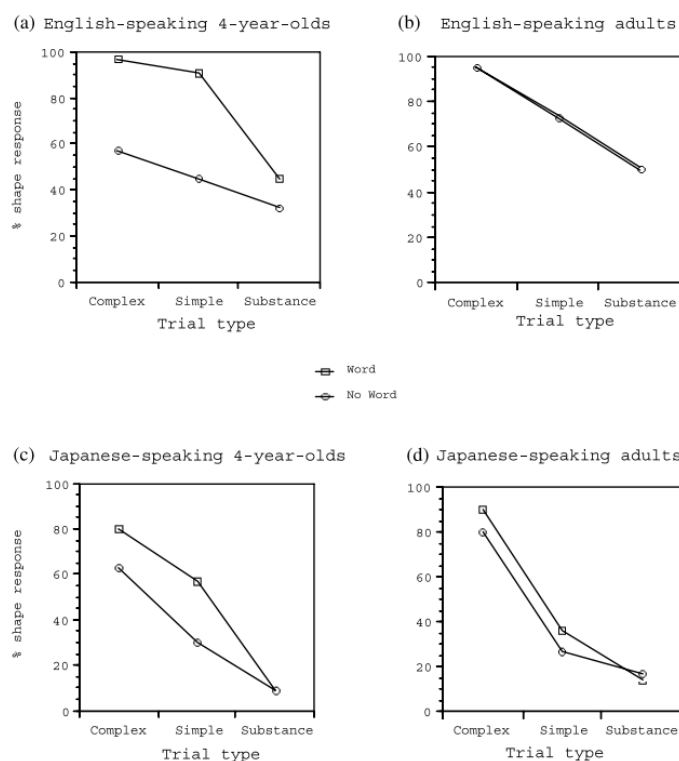 (a) English-speaking 4-year-olds
100
80
60
40
20
0
% shape response
Complex Simple Substance
Trial type
(b) English-speaking adults
100
80
60
40
20
0
Complex Simple Substance
Trial type
Word
No Word
(c) Japanese-speaking 4-year-olds
100
80
60
40
20
0
% shape response
Complex Simple Substance
Trial type
(d) Japanese-speaking adults
100
80
60
40
20
0
Complex Simple Substance
Trial type